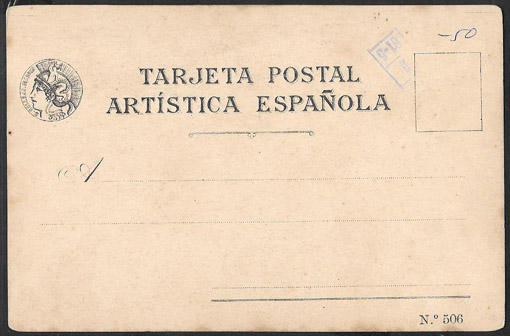 -50
TARJETA POSTAL
ARTÍSTICA ESPAÑOLA
N.º 506